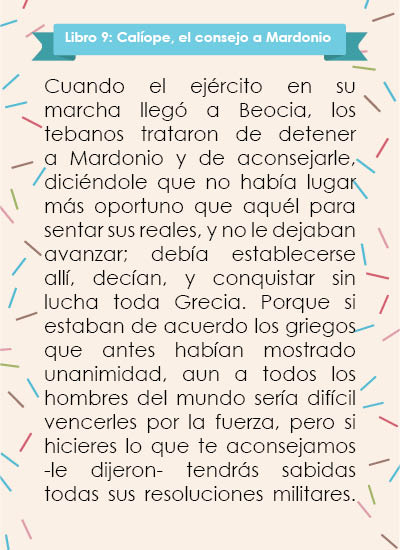 Libro 9: Calíope, el consejo a Mardonio
Cuando el ejército en su
marcha llegó a Beocia, los
tebanos trataron de detener
a Mardonio y de aconsejarle,
diciéndole que no había lugar
más oportuno que aquél para
sentar sus reales, y no le dejaban
avanzar; debía establecerse
allí, decían, y conquistar sin
lucha toda Grecia. Porque si
estaban de acuerdo los griegos
que antes habían mostrado
unanimidad, aun a todos los
hombres del mundo sería difícil
vencerles por la fuerza, pero si
hicieres lo que te aconsejamos
-le dijeron- tendrás sabidas
todas sus resoluciones militares.